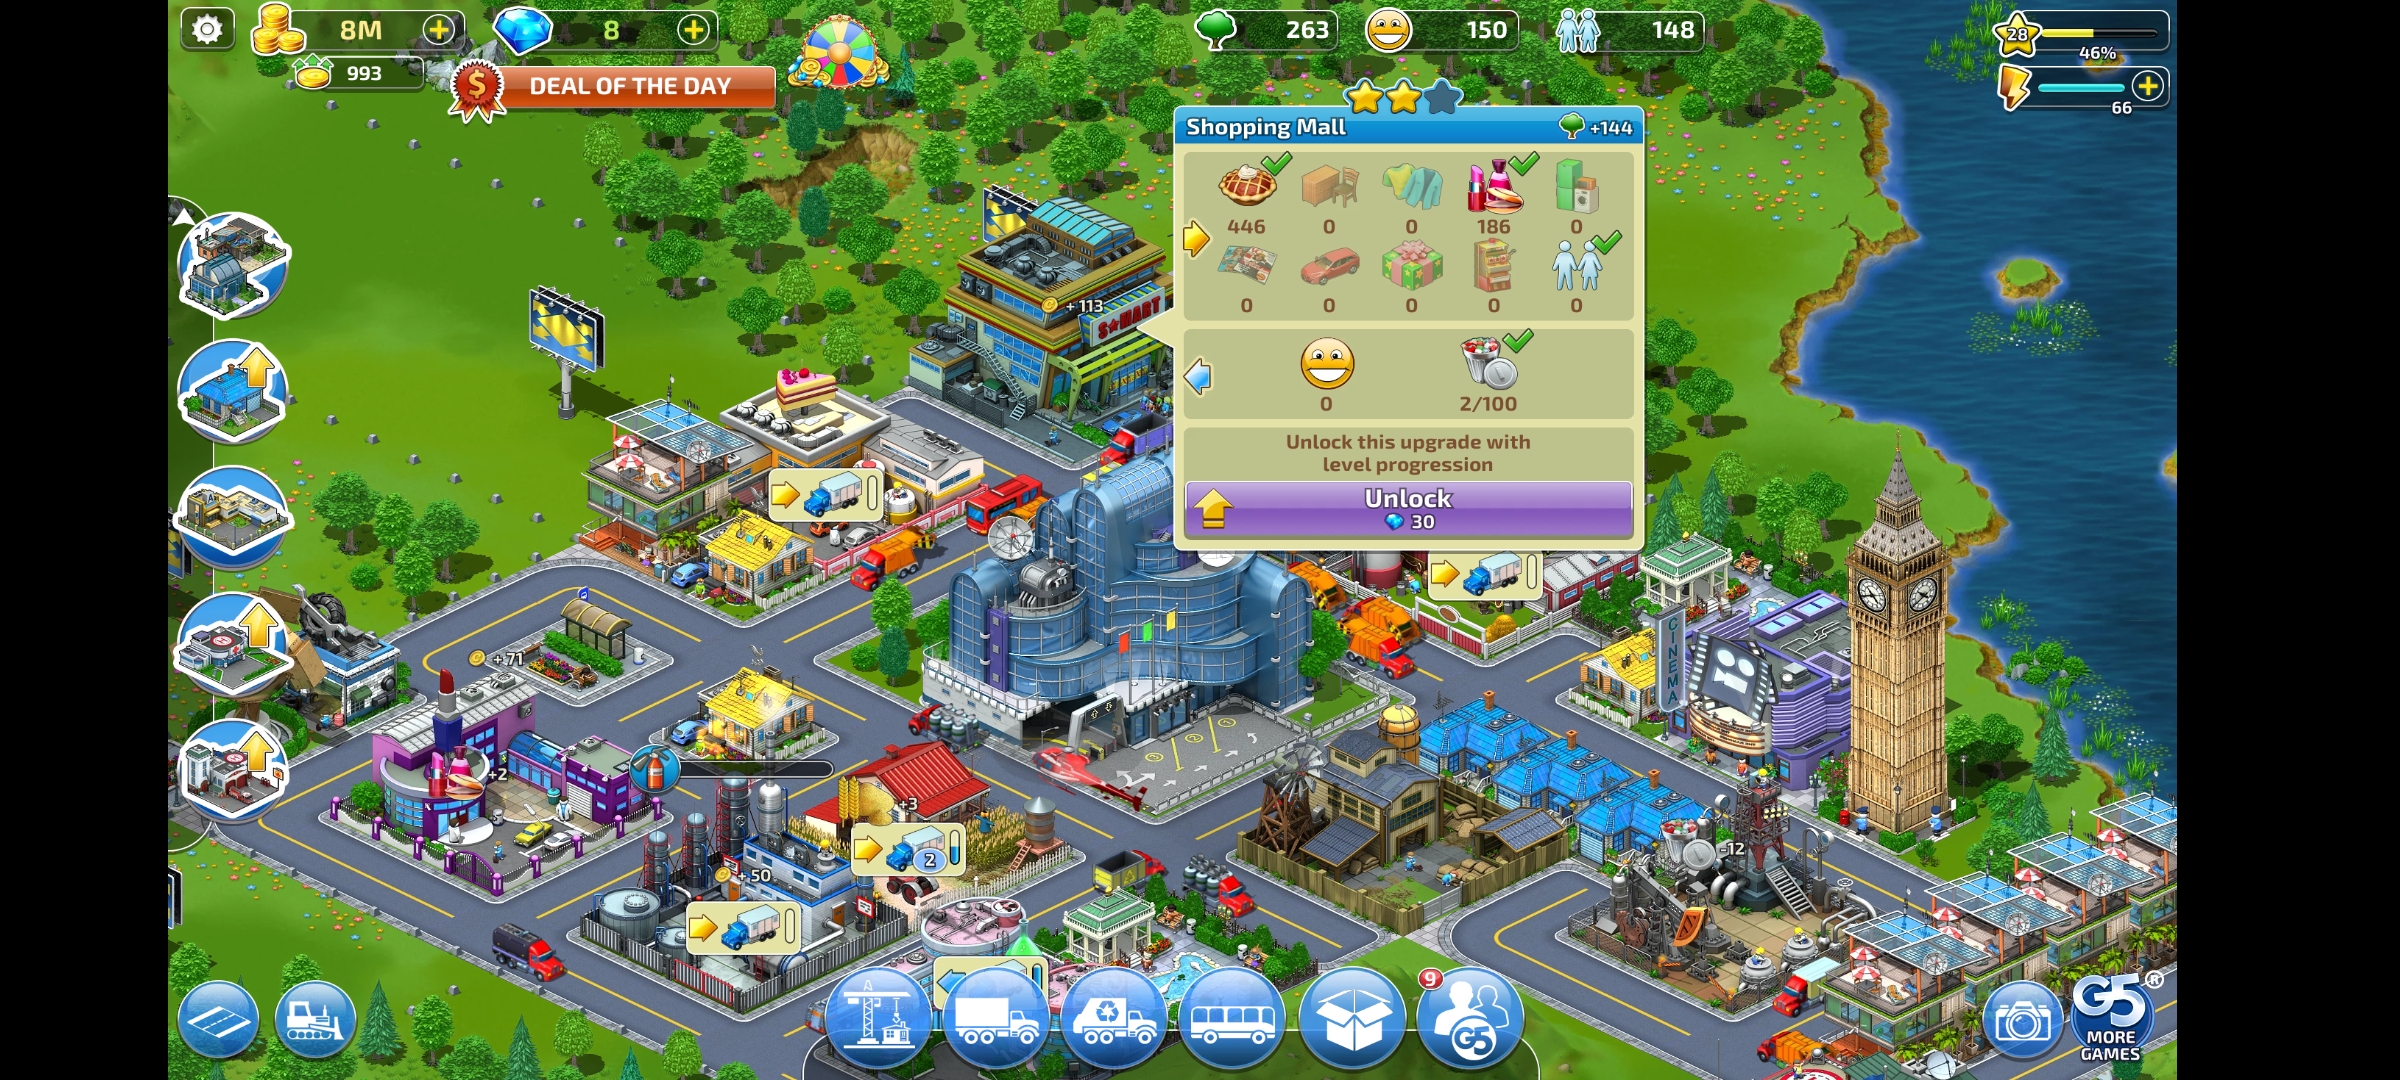 8M
8
263
150
148
28
46%
993
DEAL OF THE DAY
66
Shopping Mall
+144
446
0
0
186
0
0
0
0
0
0
+113
S★MART
0
2/100
Unlock this upgrade with
level progression
Unlock
30
+71
CINEMA
+2
+3
2
-12
+50
9
G5
G5®
MORE
GAMES